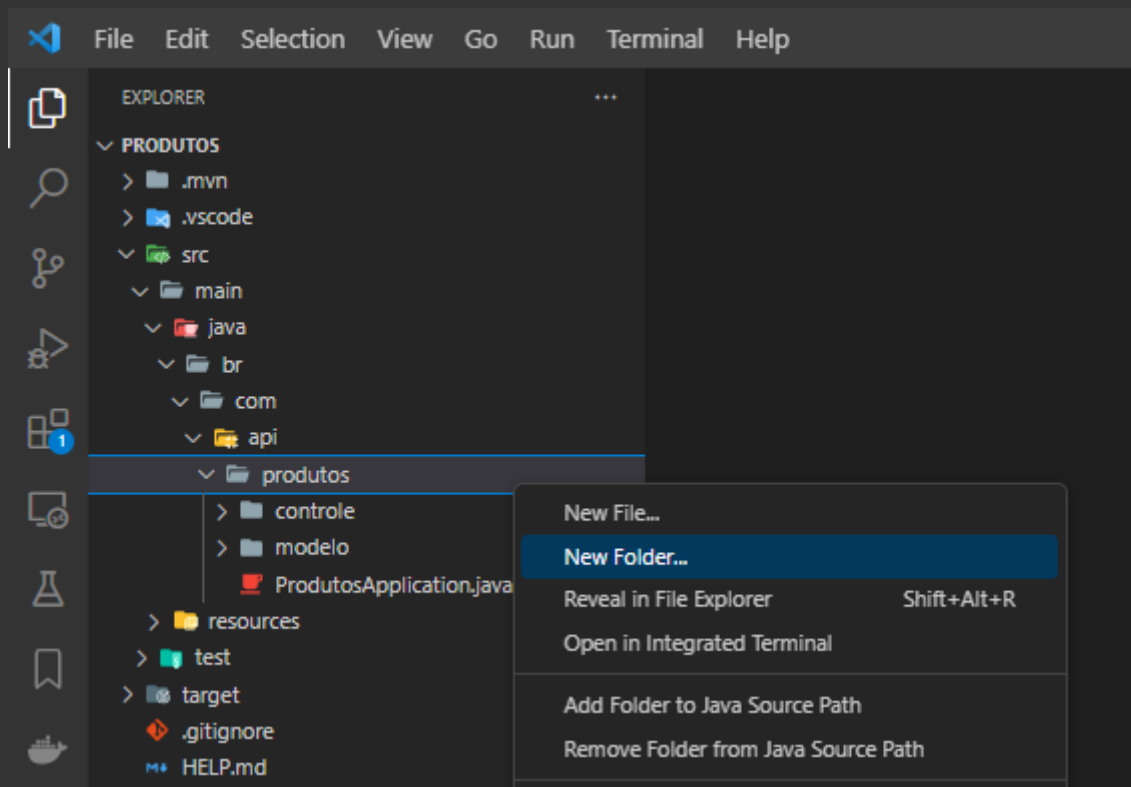 File Edit Selection View Go Run Terminal Help
EXPLORER ...
PRODUTOS
.mvn
.vscode
src
main
java
br
com
api
produtos
controle
modelo
ProdutosApplication.java
resources
test
target
.gitignore
HELP.md
1
New File...
New Folder...
Reveal in File Explorer Shift+Alt+R
Open in Integrated Terminal
Add Folder to Java Source Path
Remove Folder from Java Source Path